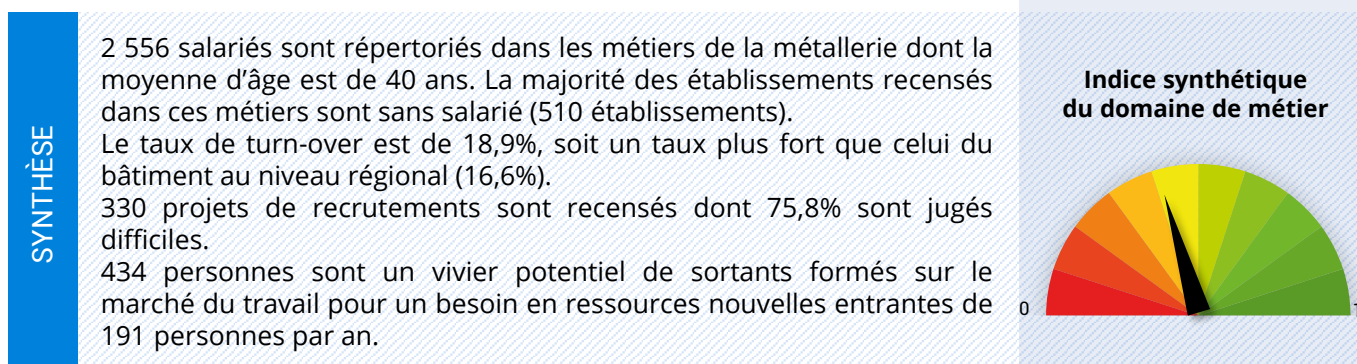 SYNTHÈSE
2 556 salariés sont répertoriés dans les métiers de la métallerie dont la
moyenne d’âge est de 40 ans. La majorité des établissements recensés
dans ces métiers sont sans salarié (510 établissements).
Le taux de turn-over est de 18,9%, soit un taux plus fort que celui du
bâtiment au niveau régional (16,6%).
330 projets de recrutements sont recensés dont 75,8% sont jugés
difficiles.
434 personnes sont un vivier potentiel de sortants formés sur le
marché du travail pour un besoin en ressources nouvelles entrantes de
191 personnes par an.
Indice synthétique
du domaine de métier
0